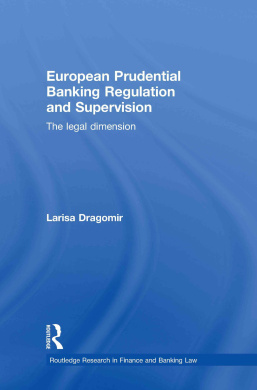 European Prudential
Banking Regulation
and Supervision
The legal dimension
Larisa Dragomir
ROUTLEDGE
Routledge Research in Finance and Banking Law